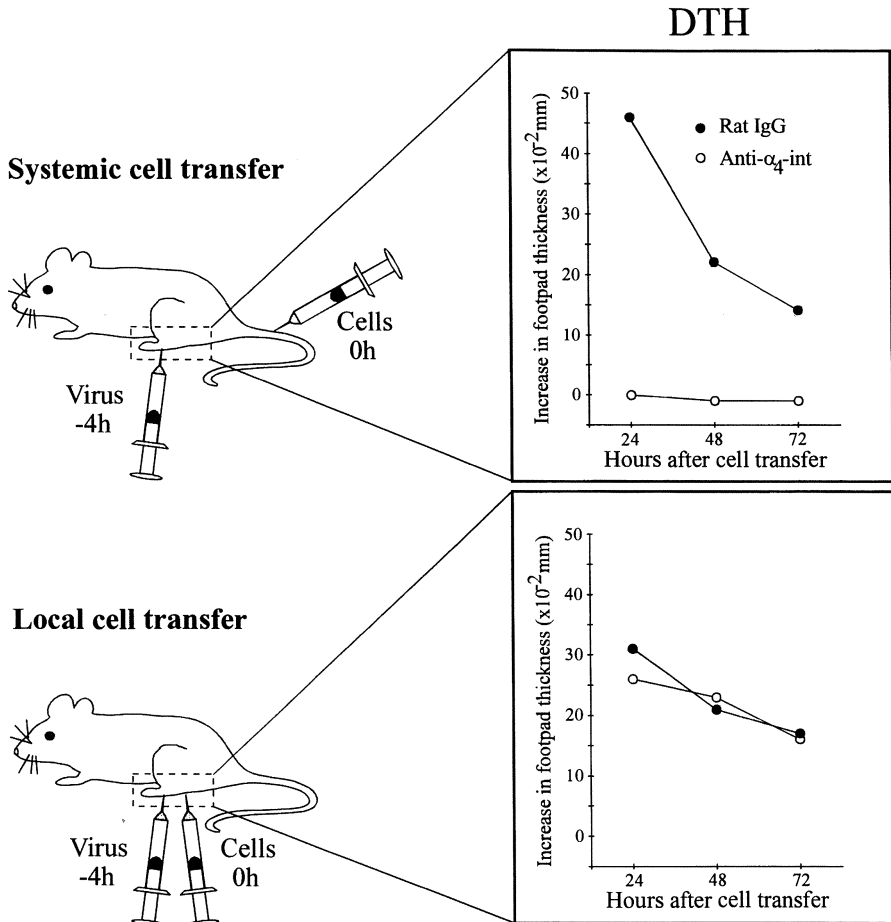 DTH
Systemic cell transfer
Cells
0h
Virus
-4h
Increase in footpad thickness (x10⁻²mm)
50
40
30
20
10
0
● Rat IgG
○ Anti-α₄-int
24 48 72
Hours after cell transfer
Local cell transfer
Virus
-4h
Cells
0h
Increase in footpad thickness (x10⁻²mm)
50
40
30
20
10
0
24 48 72
Hours after cell transfer